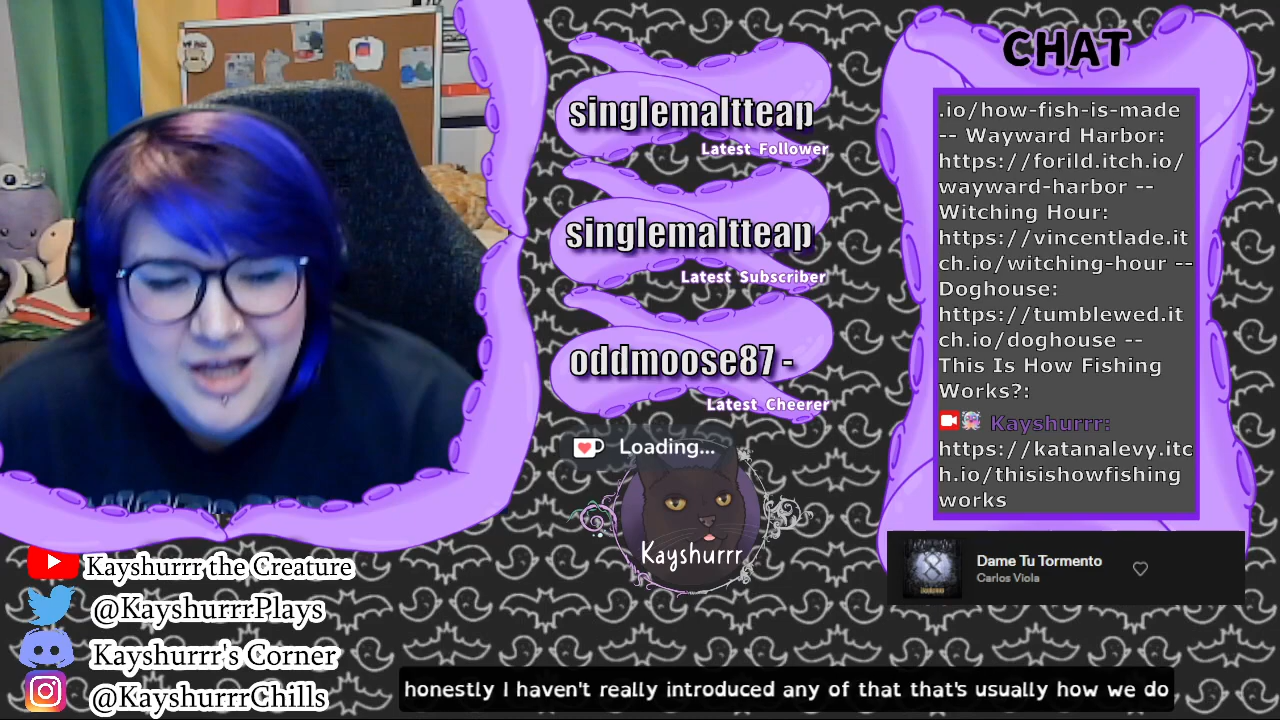 singlemaltteap
Latest Follower
singlemaltteap
Latest Subscriber
oddmoose87 -
Latest Cheerer
Loading...
Kayshurrr
CHAT
.io/how-fish-is-made
-- Wayward Harbor:
https://forild.itch.io/
wayward-harbor --
Witching Hour:
https://vincentlade.it
ch.io/witching-hour --
Doghouse:
https://tumblewed.it
ch.io/doghouse --
This Is How Fishing
Works?:
Kayshurrr:
https://katanalevy.itc
h.io/thisishowfishing
works
Dame Tu Tormento
Carlos Viola
Kayshurrr the Creature
@KayshurrrPlays
Kayshurrr's Corner
@KayshurrrChills
honestly I haven't really introduced any of that that's usually how we do